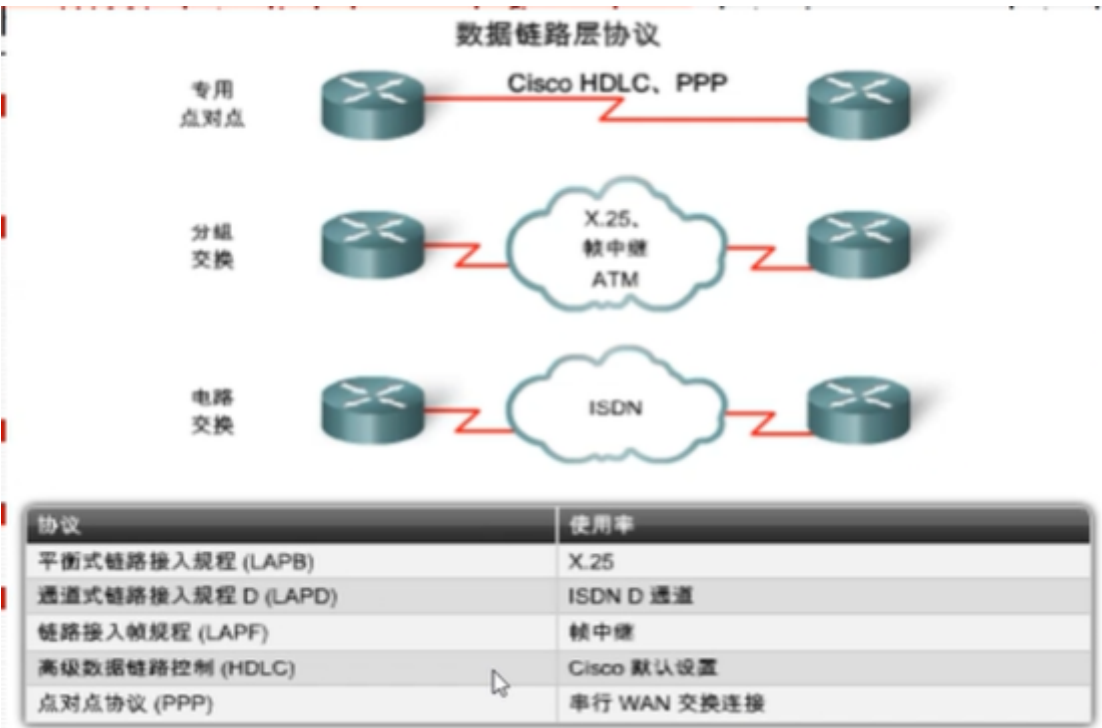 数据链路层协议
专用
点对点
Cisco HDLC、PPP
分组
交换
X.25、
帧中继
ATM
电路
交换
ISDN
协议 使用率
平衡式链路接入规程 (LAPB) X.25
通道式链路接入规程 D (LAPD) ISDN D 通道
链路接入帧规程 (LAPF) 帧中继
高级数据链路控制 (HDLC) Cisco 默认设置
点对点协议 (PPP) 串行 WAN 交换连接